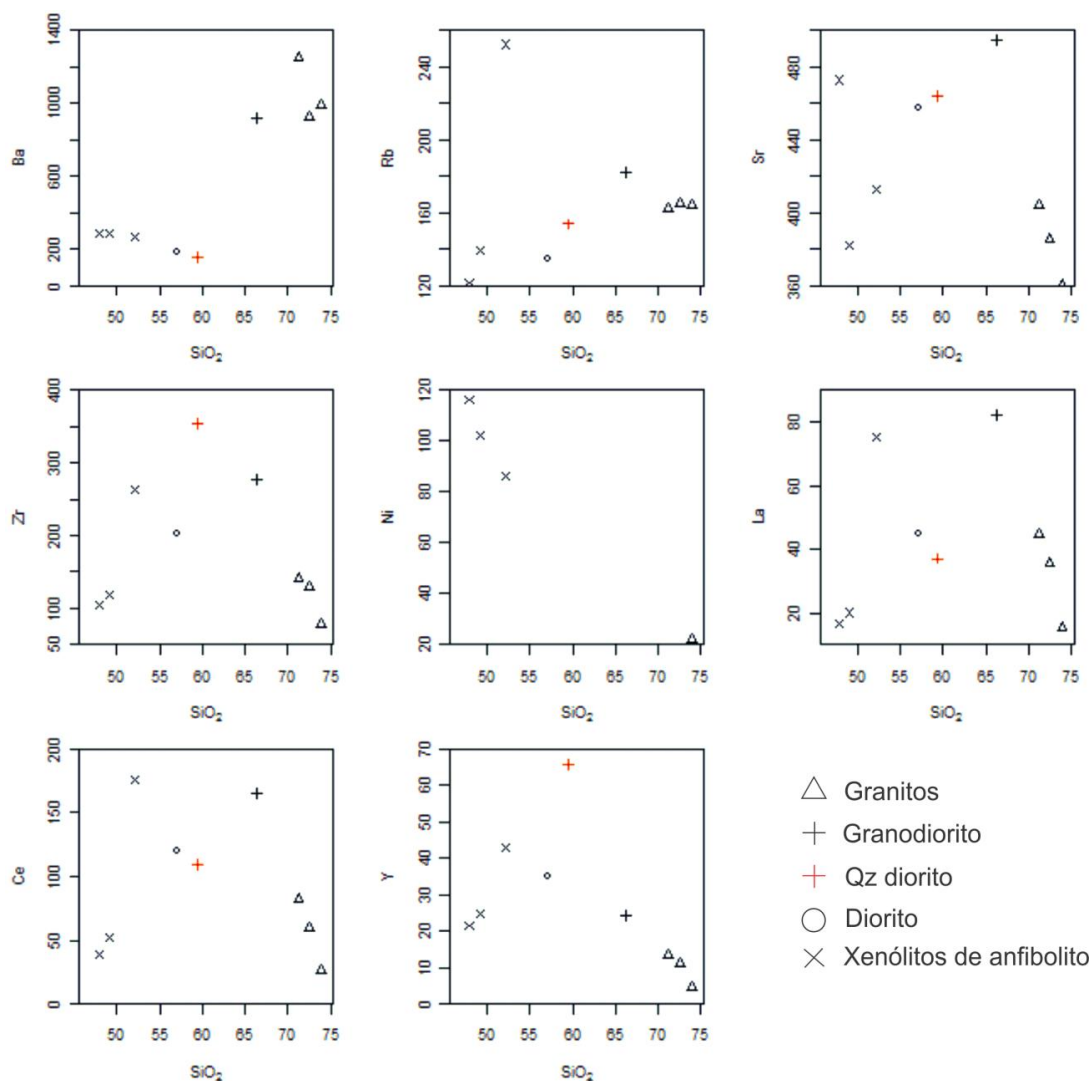 Ba
0 200 600 1000 1400
50 55 60 65 70 75
SiO₂
Rb
120 160 200 240
50 55 60 65 70 75
SiO₂
Sr
360 400 440 480
50 55 60 65 70 75
SiO₂
Zr
50 100 200 300 400
50 55 60 65 70 75
SiO₂
Ni
20 40 60 80 100 120
50 55 60 65 70 75
SiO₂
La
20 40 60 80
50 55 60 65 70 75
SiO₂
Ce
0 50 100 150 200
50 55 60 65 70 75
SiO₂
Y
0 10 20 30 40 50 60 70
50 55 60 65 70 75
SiO₂
Granitos
Granodiorito
Qz diorito
Diorito
Xenólitos de anfibolito